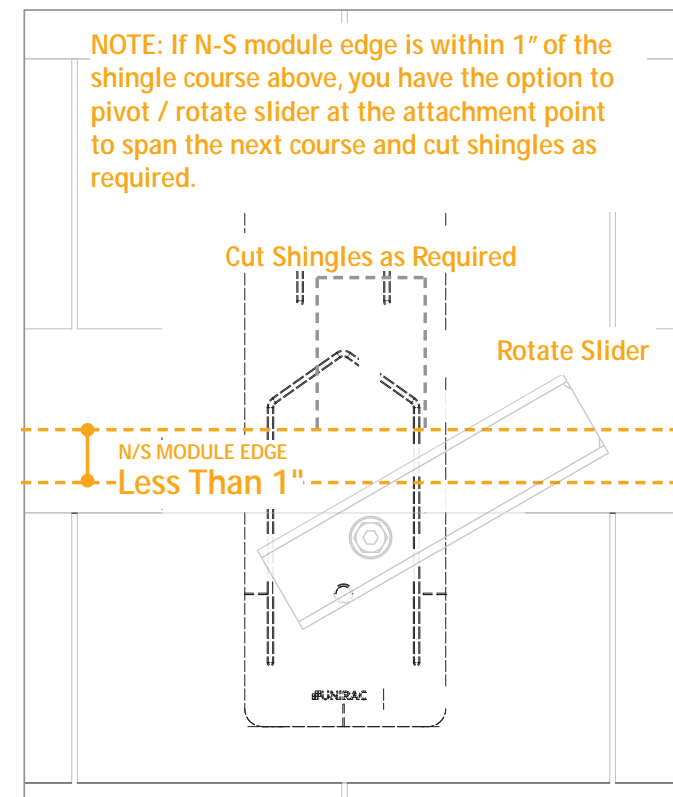 NOTE: If N-S module edge is within 1" of the
shingle course above, you have the option to
pivot / rotate slider at the attachment point
to span the next course and cut shingles as
required.
Cut Shingles as Required
Rotate Slider
N/S MODULE EDGE
Less Than 1"
#UNIRAC